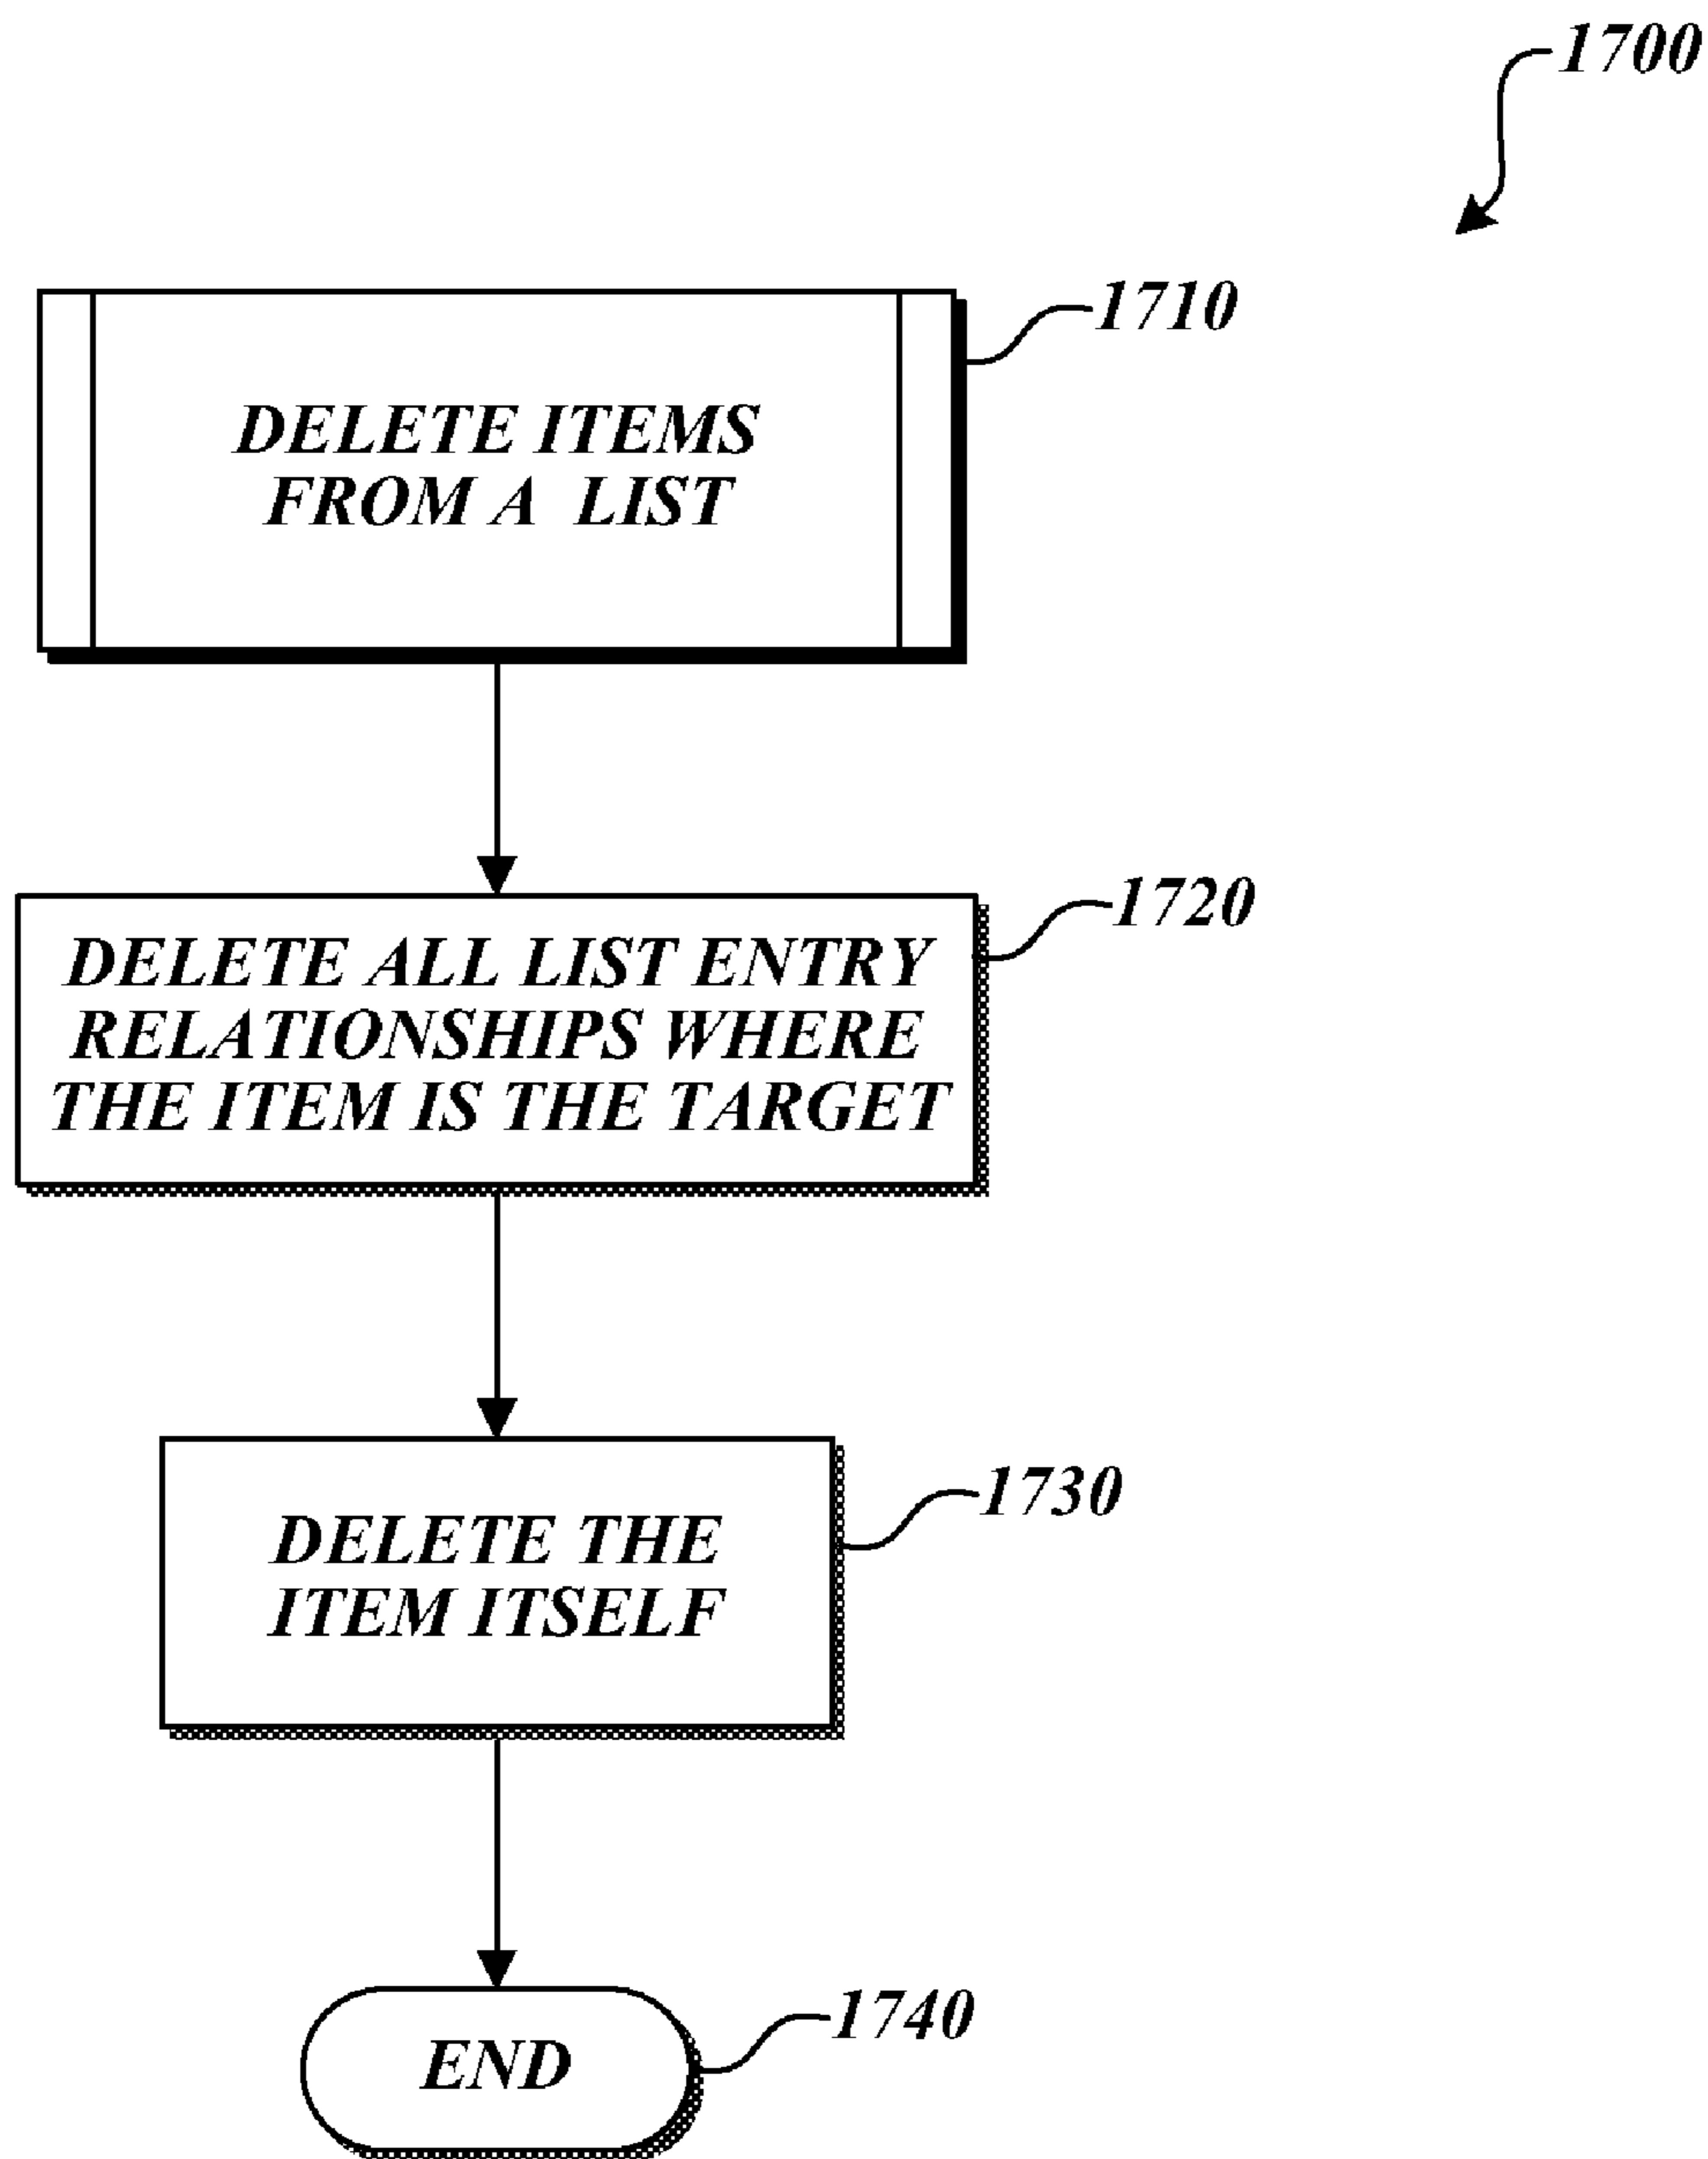 1700
1710
DELETE ITEMS
FROM A LIST
1720
DELETE ALL LIST ENTRY
RELATIONSHIPS WHERE
THE ITEM IS THE TARGET
1730
DELETE THE
ITEM ITSELF
1740
END